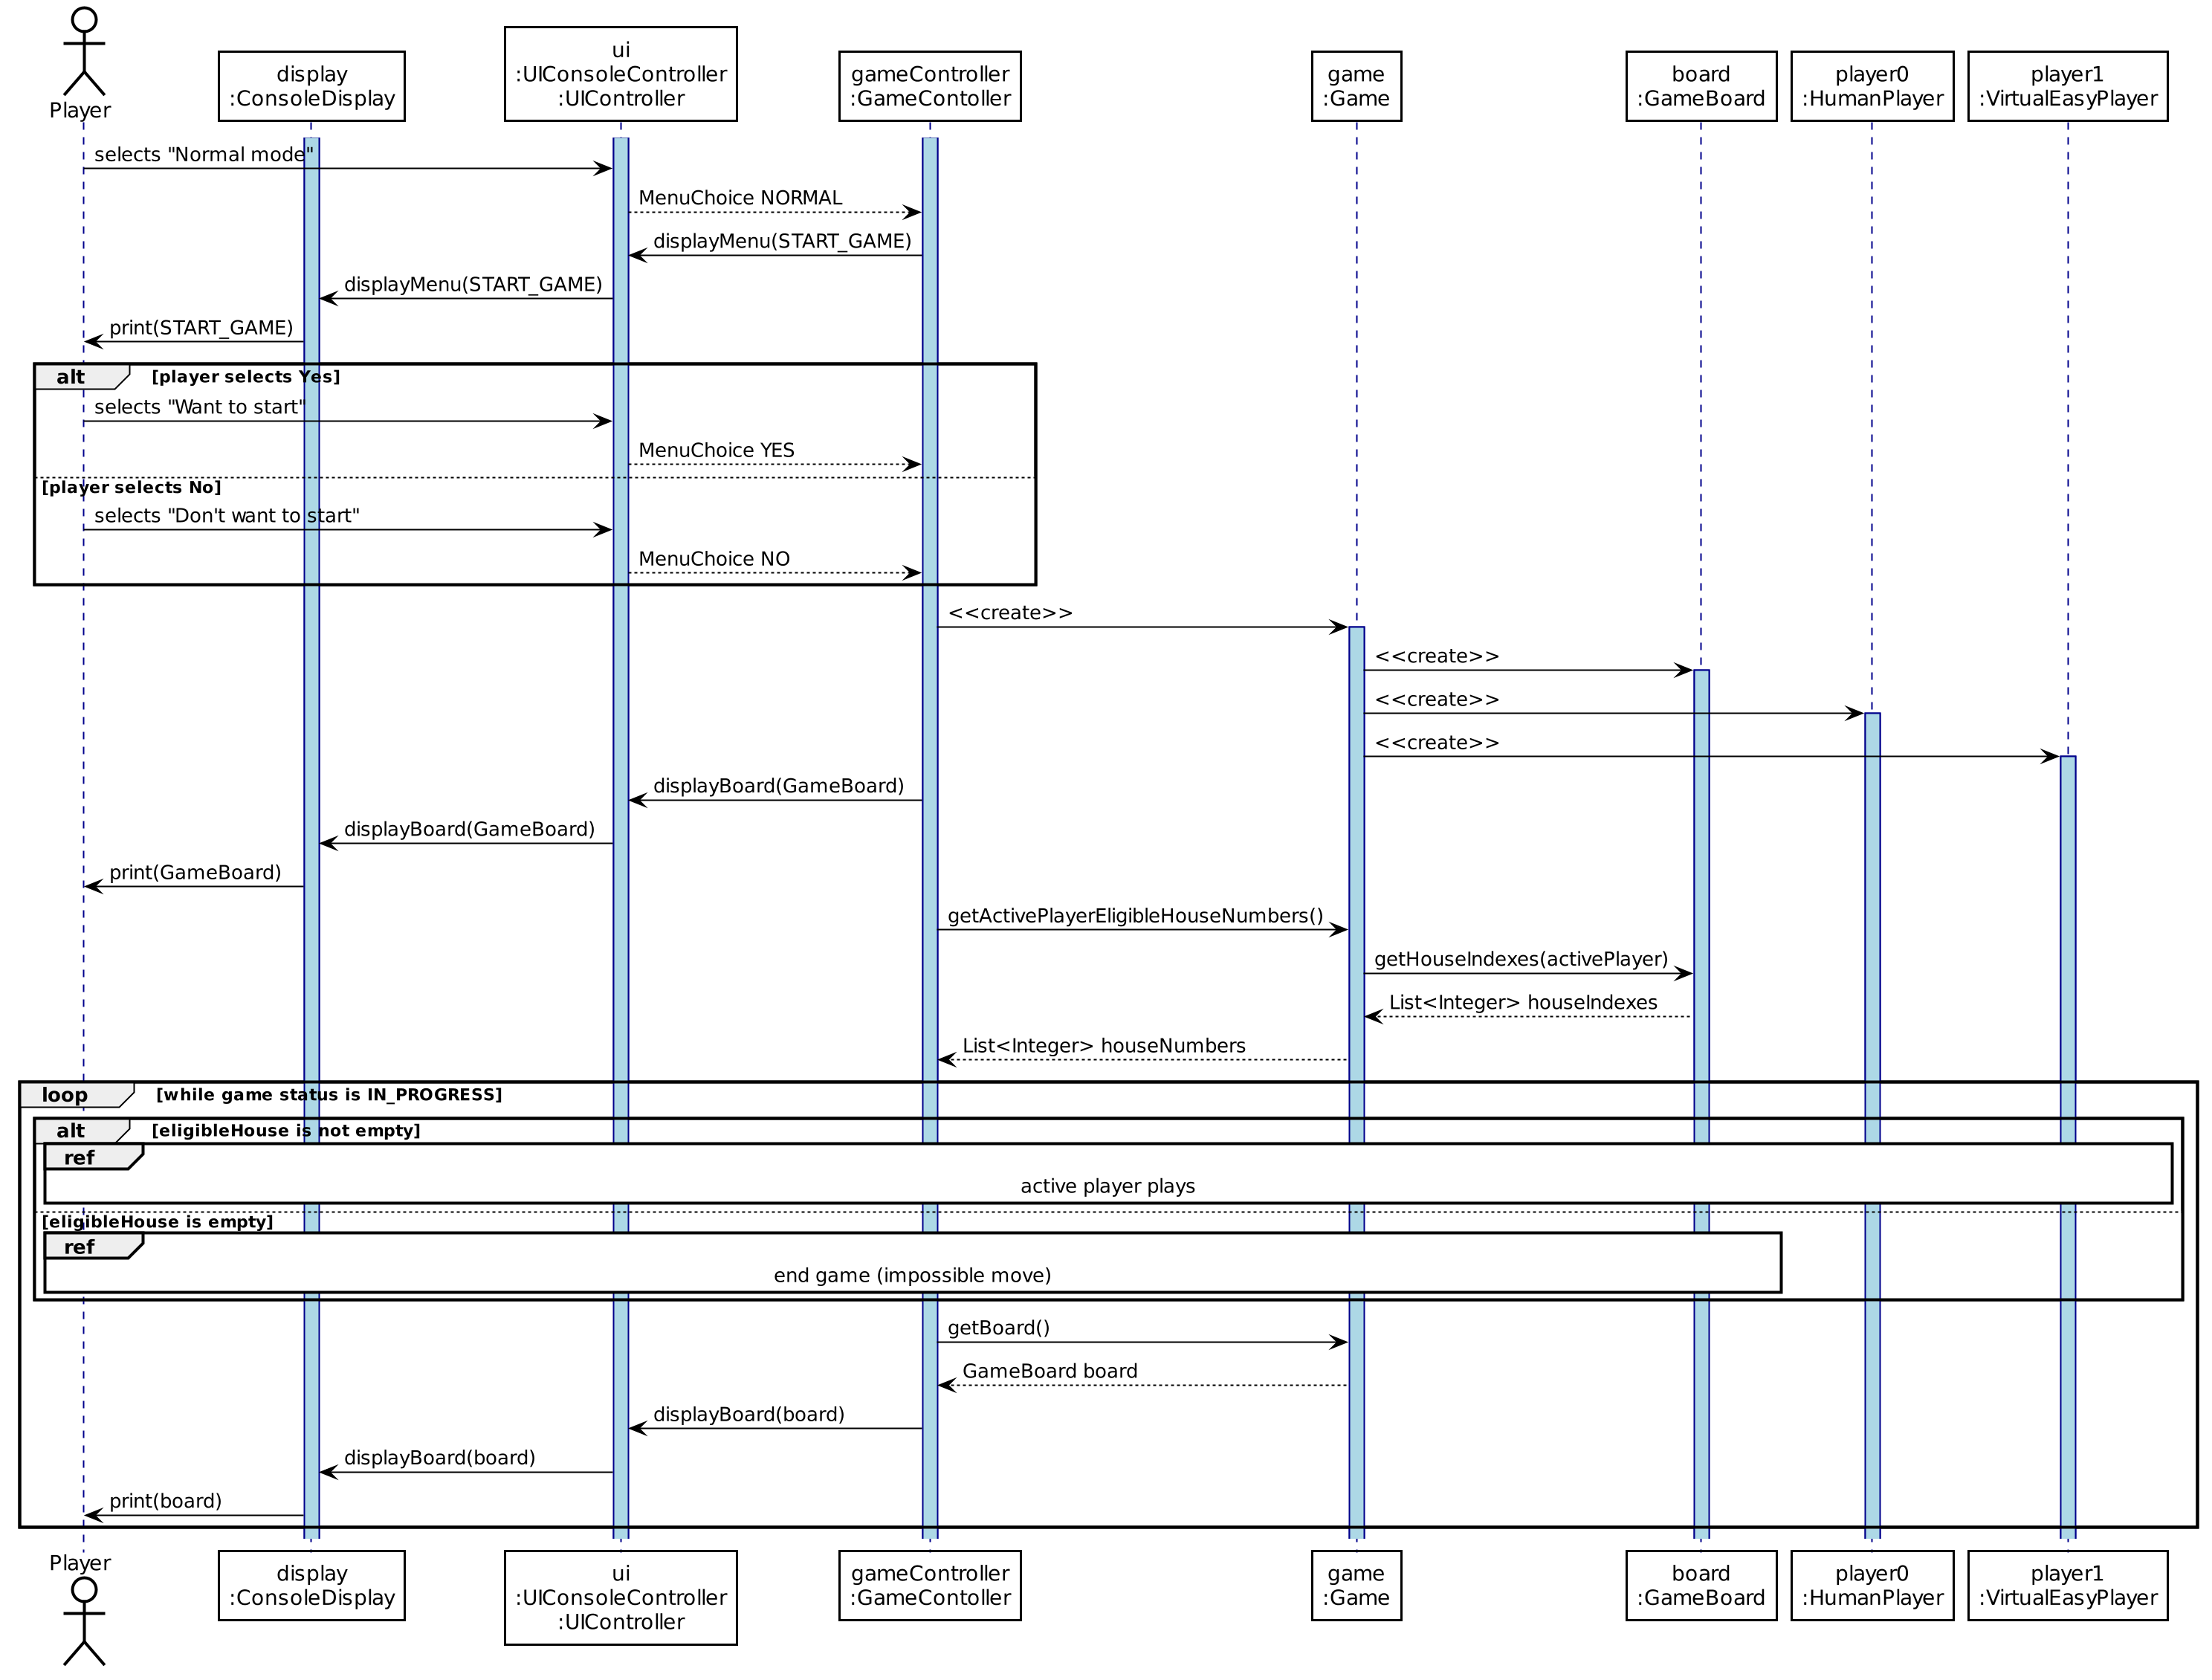 Player
display
:ConsoleDisplay
ui
:UIConsoleController
:UIController
gameController
:GameContoller
game
:Game
board
:GameBoard
player0
:HumanPlayer
player1
:VirtualEasyPlayer
selects "Normal mode"
MenuChoice NORMAL
displayMenu(START_GAME)
displayMenu(START_GAME)
print(START_GAME)
alt [player selects Yes]
selects "Want to start"
MenuChoice YES
[player selects No]
selects "Don't want to start"
MenuChoice NO
<<create>>
<<create>>
<<create>>
<<create>>
displayBoard(GameBoard)
displayBoard(GameBoard)
print(GameBoard)
getActivePlayerEligibleHouseNumbers()
getHouseIndexes(activePlayer)
List<Integer> houseIndexes
List<Integer> houseNumbers
loop [while game status is IN_PROGRESS]
alt [eligibleHouse is not empty]
ref
active player plays
[eligibleHouse is empty]
ref
end game (impossible move)
getBoard()
GameBoard board
displayBoard(board)
displayBoard(board)
print(board)
Player
display
:ConsoleDisplay
ui
:UIConsoleController
:UIController
gameController
:GameContoller
game
:Game
board
:GameBoard
player0
:HumanPlayer
player1
:VirtualEasyPlayer